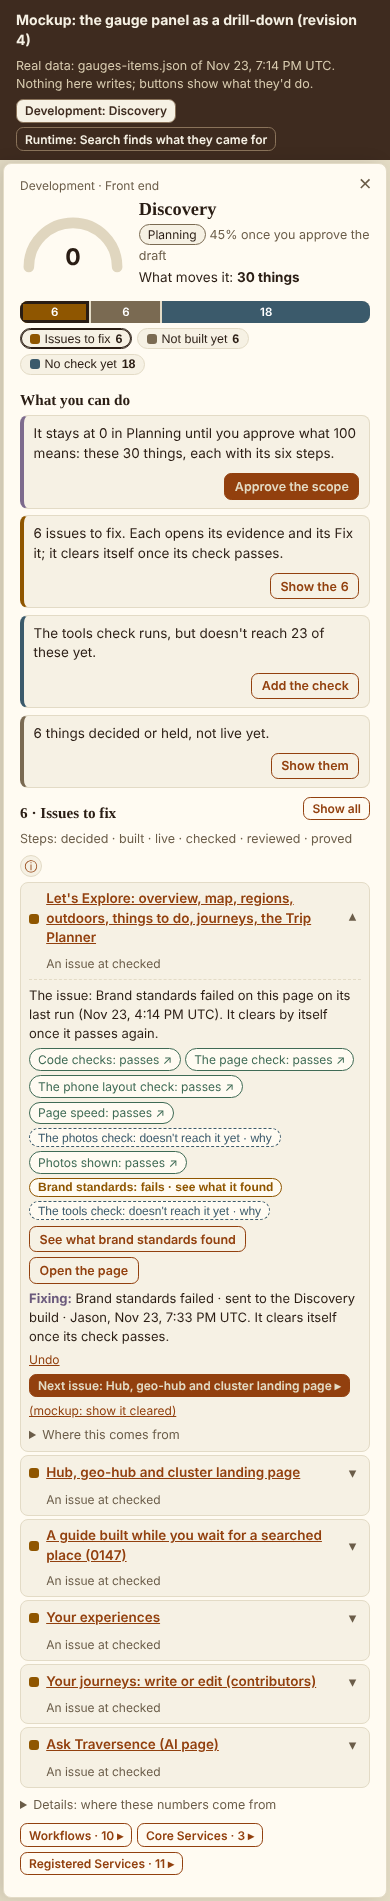 Mockup: the gauge panel as a drill-down (revision
4)
Real data: gauges-items.json of Nov 23, 7:14 PM UTC.
Nothing here writes; buttons show what they'd do.
Development: Discovery
Runtime: Search finds what they came for
Development · Front end
✕
0
Discovery
Planning 45% once you approve the
draft
What moves it: 30 things
6 6 18
Issues to fix 6 Not built yet 6
No check yet 18
What you can do
It stays at 0 in Planning until you approve what 100
means: these 30 things, each with its six steps.
Approve the scope
6 issues to fix. Each opens its evidence and its Fix
it; it clears itself once its check passes.
Show the 6
The tools check runs, but doesn't reach 23 of
these yet.
Add the check
6 things decided or held, not live yet.
Show them
6 · Issues to fix
Show all
Steps: decided · built · live · checked · reviewed · proved
ⓘ
Let's Explore: overview, map, regions,
outdoors, things to do, journeys, the Trip
Planner
▲
An issue at checked
The issue: Brand standards failed on this page on its
last run (Nov 23, 4:14 PM UTC). It clears by itself
once it passes again.
Code checks: passes ↗ The page check: passes ↗
The phone layout check: passes ↗
Page speed: passes ↗
The photos check: doesn't reach it yet · why
Photos shown: passes ↗
Brand standards: fails · see what it found
The tools check: doesn't reach it yet · why
See what brand standards found
Open the page
Fixing: Brand standards failed · sent to the Discovery
build · Jason, Nov 23, 7:33 PM UTC. It clears itself
once its check passes.
Undo
Next issue: Hub, geo-hub and cluster landing page ▸
(mockup: show it cleared)
▶ Where this comes from
Hub, geo-hub and cluster landing page ▼
An issue at checked
A guide built while you wait for a searched
place (0147) ▼
An issue at checked
Your experiences ▼
An issue at checked
Your journeys: write or edit (contributors) ▼
An issue at checked
Ask Traversence (AI page) ▼
An issue at checked
▶ Details: where these numbers come from
Workflows · 10 ▸ Core Services · 3 ▸
Registered Services · 11 ▸